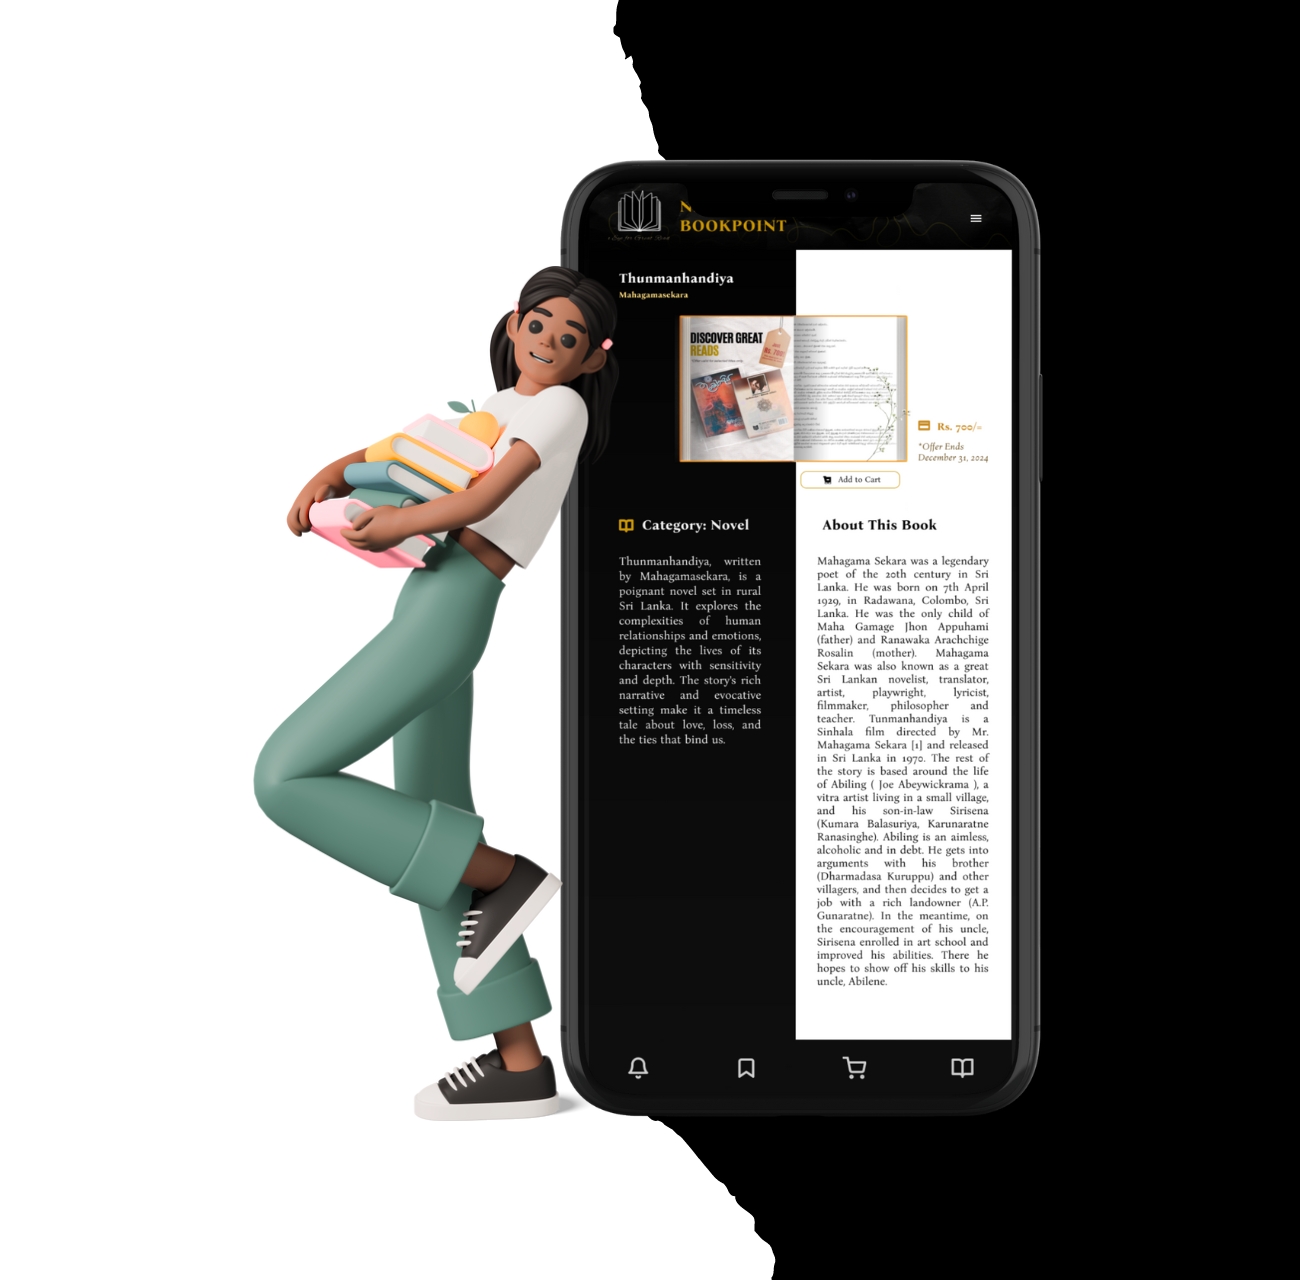 N
BOOKPOINT
Thunmanhandiya
Mahagamasekara
DISCOVER GREAT
READS
Rs. 700/=
*Offer Ends
December 31, 2024
Add to Cart
Category: Novel
Thunmanhandiya, written
by Mahagamasekara, is a
poignant novel set in rural
Sri Lanka. It explores the
complexities of human
relationships and emotions,
depicting the lives of its
characters with sensitivity
and depth. The story's rich
narrative and evocative
setting make it a timeless
tale about love, loss, and
the ties that bind us.
About This Book
Mahagama Sekara was a legendary
poet of the 20th century in Sri
Lanka. He was born on 7th April
1929, in Radawana, Colombo, Sri
Lanka. He was the only child of
Maha Gamage Jhon Appuhami
(father) and Ranawaka Arachchige
Rosalin (mother). Mahagama
Sekara was also known as a great
Sri Lankan novelist, translator,
artist, playwright, lyricist,
filmmaker, philosopher and
teacher. Tunmanhandiya is a
Sinhala film directed by Mr.
Mahagama Sekara [1] and released
in Sri Lanka in 1970. The rest of
the story is based around the life
of Abiling ( Joe Abeywickrama ), a
vitra artist living in a small village,
and his son-in-law Sirisena
(Kumara Balasuriya, Karunaratne
Ranasinghe). Abiling is an aimless,
alcoholic and in debt. He gets into
arguments with his brother
(Dharmadasa Kuruppu) and other
villagers, and then decides to get a
job with a rich landowner (A.P.
Gunaratne). In the meantime, on
the encouragement of his uncle,
Sirisena enrolled in art school and
improved his abilities. There he
hopes to show off his skills to his
uncle, Abilene.